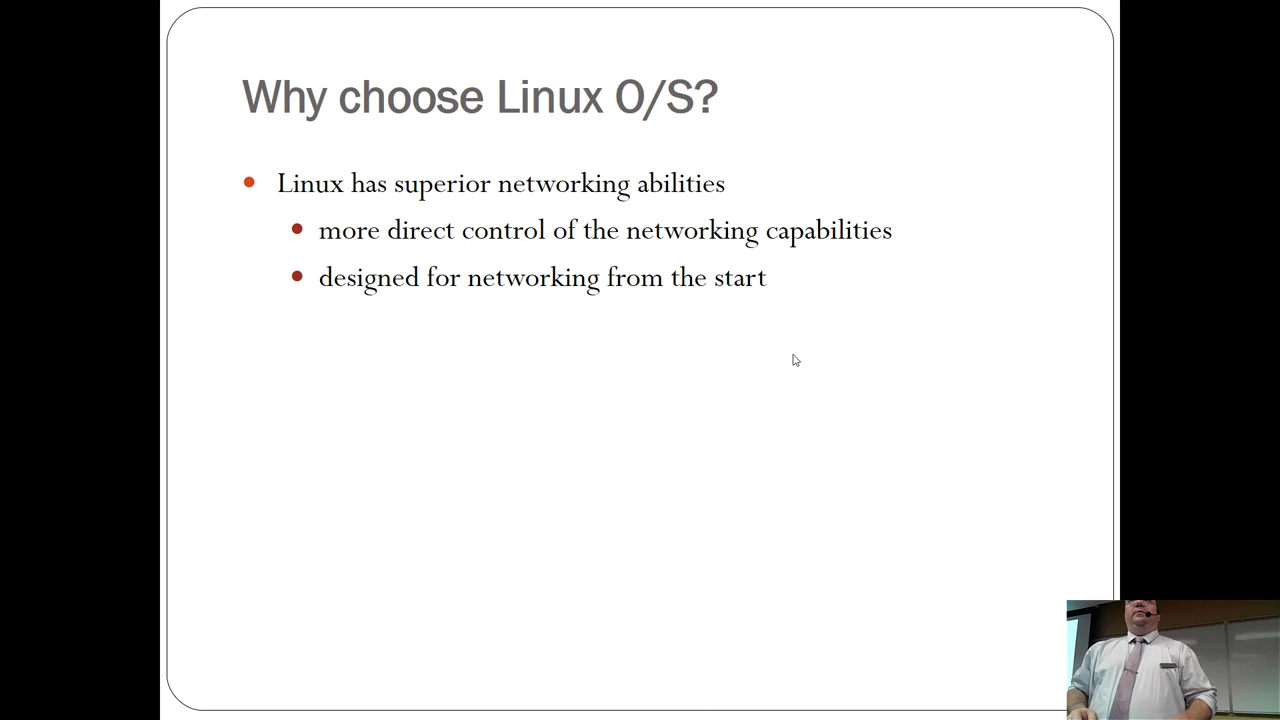 Why choose Linux O/S?
Linux has superior networking abilities
more direct control of the networking capabilities
designed for networking from the start